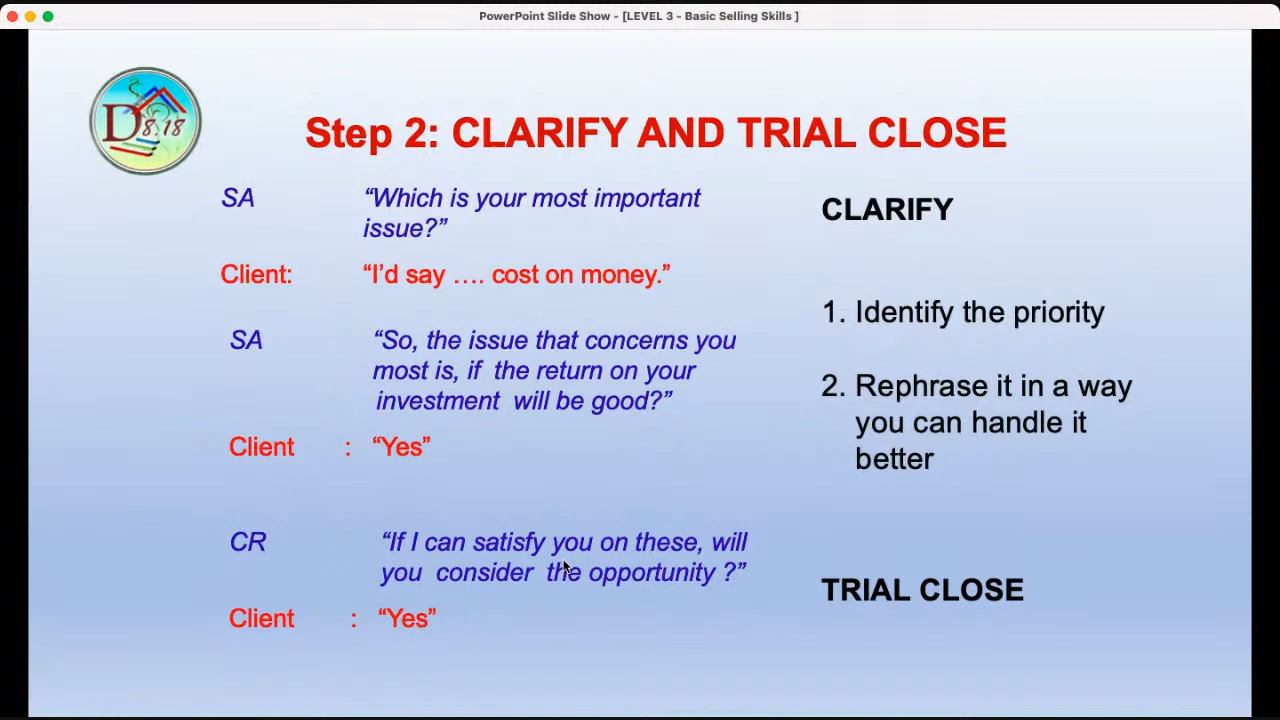 PowerPoint Slide Show - [LEVEL 3 - Basic Selling Skills ]
D8.18
Step 2: CLARIFY AND TRIAL CLOSE
SA “Which is your most important
issue?”
Client: “I’d say …. cost on money.”
SA “So, the issue that concerns you
most is, if the return on your
investment will be good?”
Client : “Yes”
CR “If I can satisfy you on these, will
you consider the opportunity ?”
Client : “Yes”
CLARIFY
1. Identify the priority
2. Rephrase it in a way
you can handle it
better
TRIAL CLOSE